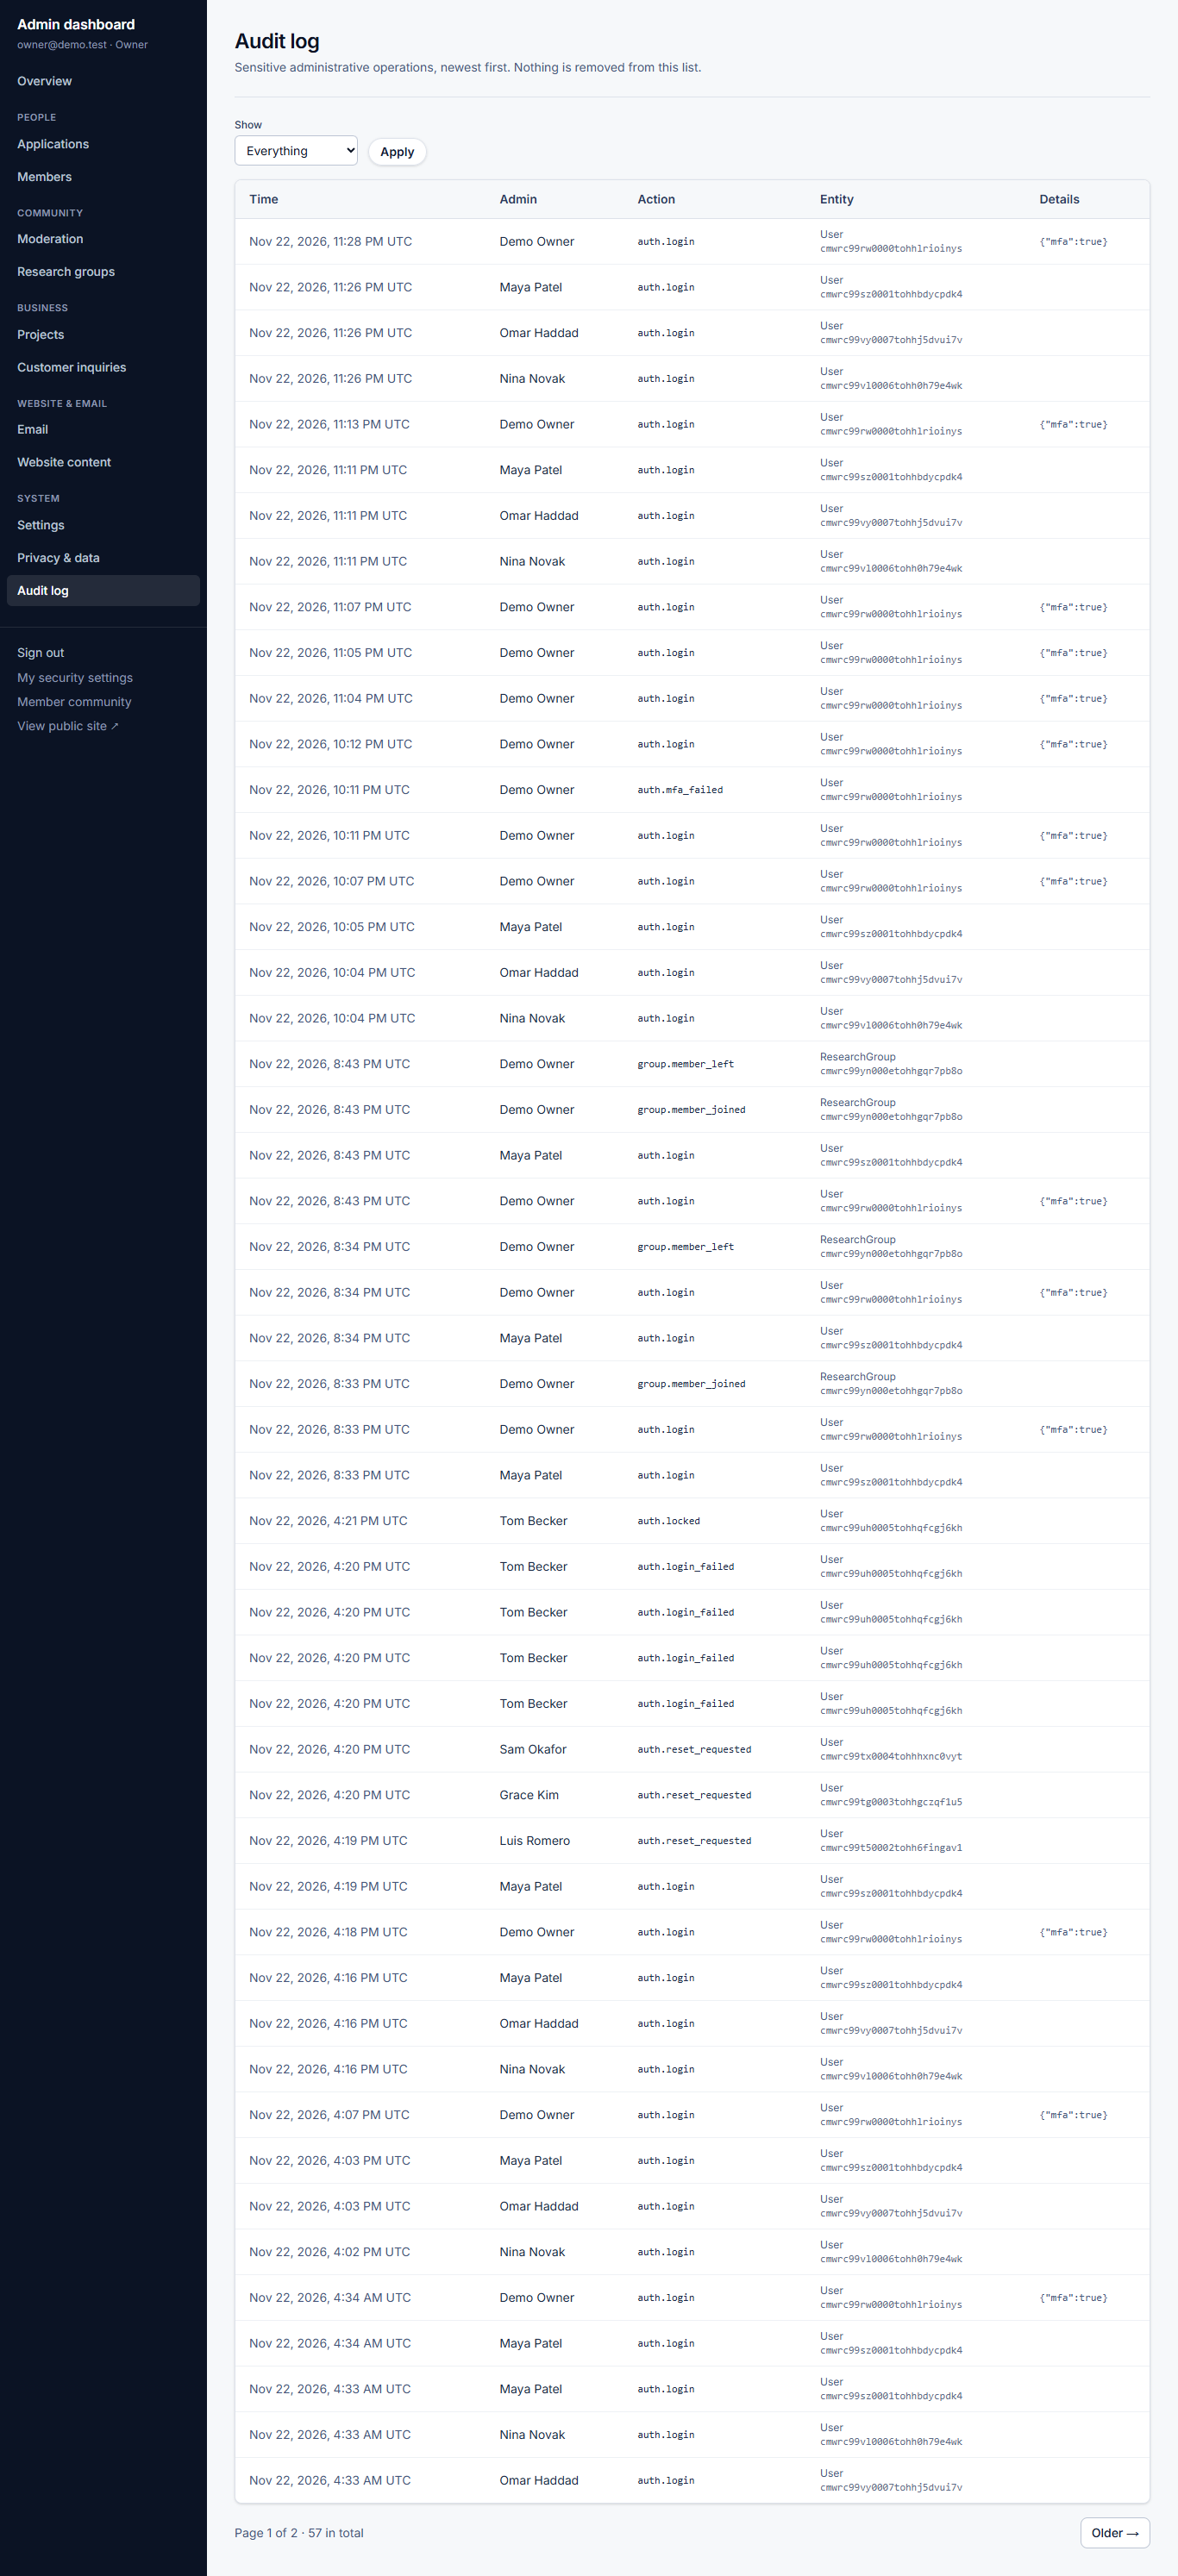 Admin dashboard
owner@demo.test · Owner
Overview
PEOPLE
Applications
Members
COMMUNITY
Moderation
Research groups
BUSINESS
Projects
Customer inquiries
WEBSITE & EMAIL
Email
Website content
SYSTEM
Settings
Privacy & data
Audit log
Sign out
My security settings
Member community
View public site ↗
Audit log
Sensitive administrative operations, newest first. Nothing is removed from this list.
Show
Everything
Apply
Time Admin Action Entity Details
Nov 22, 2026, 11:28 PM UTC Demo Owner auth.login User cmwrc99rw0000tohhlrioinys {"mfa":true}
Nov 22, 2026, 11:26 PM UTC Maya Patel auth.login User cmwrc99sz0001tohhbdycpdk4
Nov 22, 2026, 11:26 PM UTC Omar Haddad auth.login User cmwrc99vy0007tohhj5dvui7v
Nov 22, 2026, 11:26 PM UTC Nina Novak auth.login User cmwrc99vl0006tohh0h79e4wk
Nov 22, 2026, 11:13 PM UTC Demo Owner auth.login User cmwrc99rw0000tohhlrioinys {"mfa":true}
Nov 22, 2026, 11:11 PM UTC Maya Patel auth.login User cmwrc99sz0001tohhbdycpdk4
Nov 22, 2026, 11:11 PM UTC Omar Haddad auth.login User cmwrc99vy0007tohhj5dvui7v
Nov 22, 2026, 11:11 PM UTC Nina Novak auth.login User cmwrc99vl0006tohh0h79e4wk
Nov 22, 2026, 11:07 PM UTC Demo Owner auth.login User cmwrc99rw0000tohhlrioinys {"mfa":true}
Nov 22, 2026, 11:05 PM UTC Demo Owner auth.login User cmwrc99rw0000tohhlrioinys {"mfa":true}
Nov 22, 2026, 11:04 PM UTC Demo Owner auth.login User cmwrc99rw0000tohhlrioinys {"mfa":true}
Nov 22, 2026, 10:12 PM UTC Demo Owner auth.login User cmwrc99rw0000tohhlrioinys {"mfa":true}
Nov 22, 2026, 10:11 PM UTC Demo Owner auth.mfa_failed User cmwrc99rw0000tohhlrioinys
Nov 22, 2026, 10:11 PM UTC Demo Owner auth.login User cmwrc99rw0000tohhlrioinys {"mfa":true}
Nov 22, 2026, 10:07 PM UTC Demo Owner auth.login User cmwrc99rw0000tohhlrioinys {"mfa":true}
Nov 22, 2026, 10:05 PM UTC Maya Patel auth.login User cmwrc99sz0001tohhbdycpdk4
Nov 22, 2026, 10:04 PM UTC Omar Haddad auth.login User cmwrc99vy0007tohhj5dvui7v
Nov 22, 2026, 10:04 PM UTC Nina Novak auth.login User cmwrc99vl0006tohh0h79e4wk
Nov 22, 2026, 8:43 PM UTC Demo Owner group.member_left ResearchGroup cmwrc99yn000etohhgqr7pb8o
Nov 22, 2026, 8:43 PM UTC Demo Owner group.member_joined ResearchGroup cmwrc99yn000etohhgqr7pb8o
Nov 22, 2026, 8:43 PM UTC Maya Patel auth.login User cmwrc99sz0001tohhbdycpdk4
Nov 22, 2026, 8:43 PM UTC Demo Owner auth.login User cmwrc99rw0000tohhlrioinys {"mfa":true}
Nov 22, 2026, 8:34 PM UTC Demo Owner group.member_left ResearchGroup cmwrc99yn000etohhgqr7pb8o
Nov 22, 2026, 8:34 PM UTC Demo Owner auth.login User cmwrc99rw0000tohhlrioinys {"mfa":true}
Nov 22, 2026, 8:34 PM UTC Maya Patel auth.login User cmwrc99sz0001tohhbdycpdk4
Nov 22, 2026, 8:33 PM UTC Demo Owner group.member_joined ResearchGroup cmwrc99yn000etohhgqr7pb8o
Nov 22, 2026, 8:33 PM UTC Demo Owner auth.login User cmwrc99rw0000tohhlrioinys {"mfa":true}
Nov 22, 2026, 8:33 PM UTC Maya Patel auth.login User cmwrc99sz0001tohhbdycpdk4
Nov 22, 2026, 4:21 PM UTC Tom Becker auth.locked User cmwrc99uh0005tohhqfcgj6kh
Nov 22, 2026, 4:20 PM UTC Tom Becker auth.login_failed User cmwrc99uh0005tohhqfcgj6kh
Nov 22, 2026, 4:20 PM UTC Tom Becker auth.login_failed User cmwrc99uh0005tohhqfcgj6kh
Nov 22, 2026, 4:20 PM UTC Tom Becker auth.login_failed User cmwrc99uh0005tohhqfcgj6kh
Nov 22, 2026, 4:20 PM UTC Tom Becker auth.login_failed User cmwrc99uh0005tohhqfcgj6kh
Nov 22, 2026, 4:20 PM UTC Sam Okafor auth.reset_requested User cmwrc99tx0004tohhhxnc0vyt
Nov 22, 2026, 4:20 PM UTC Grace Kim auth.reset_requested User cmwrc99tg0003tohhgczqf1u5
Nov 22, 2026, 4:19 PM UTC Luis Romero auth.reset_requested User cmwrc99t50002tohh6fingav1
Nov 22, 2026, 4:19 PM UTC Maya Patel auth.login User cmwrc99sz0001tohhbdycpdk4
Nov 22, 2026, 4:18 PM UTC Demo Owner auth.login User cmwrc99rw0000tohhlrioinys {"mfa":true}
Nov 22, 2026, 4:16 PM UTC Maya Patel auth.login User cmwrc99sz0001tohhbdycpdk4
Nov 22, 2026, 4:16 PM UTC Omar Haddad auth.login User cmwrc99vy0007tohhj5dvui7v
Nov 22, 2026, 4:16 PM UTC Nina Novak auth.login User cmwrc99vl0006tohh0h79e4wk
Nov 22, 2026, 4:07 PM UTC Demo Owner auth.login User cmwrc99rw0000tohhlrioinys {"mfa":true}
Nov 22, 2026, 4:03 PM UTC Maya Patel auth.login User cmwrc99sz0001tohhbdycpdk4
Nov 22, 2026, 4:03 PM UTC Omar Haddad auth.login User cmwrc99vy0007tohhj5dvui7v
Nov 22, 2026, 4:02 PM UTC Nina Novak auth.login User cmwrc99vl0006tohh0h79e4wk
Nov 22, 2026, 4:34 AM UTC Demo Owner auth.login User cmwrc99rw0000tohhlrioinys {"mfa":true}
Nov 22, 2026, 4:34 AM UTC Maya Patel auth.login User cmwrc99sz0001tohhbdycpdk4
Nov 22, 2026, 4:33 AM UTC Maya Patel auth.login User cmwrc99sz0001tohhbdycpdk4
Nov 22, 2026, 4:33 AM UTC Nina Novak auth.login User cmwrc99vl0006tohh0h79e4wk
Nov 22, 2026, 4:33 AM UTC Omar Haddad auth.login User cmwrc99vy0007tohhj5dvui7v
Page 1 of 2 · 57 in total
Older →